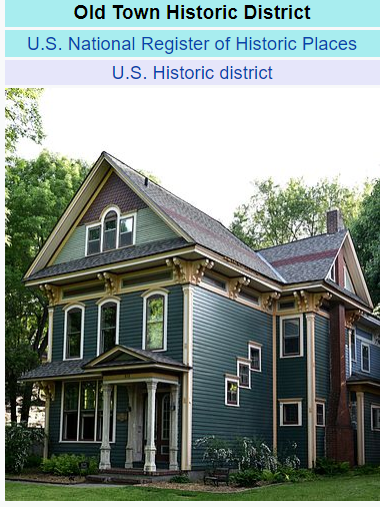 Old Town Historic District
U.S. National Register of Historic Places
U.S. Historic district